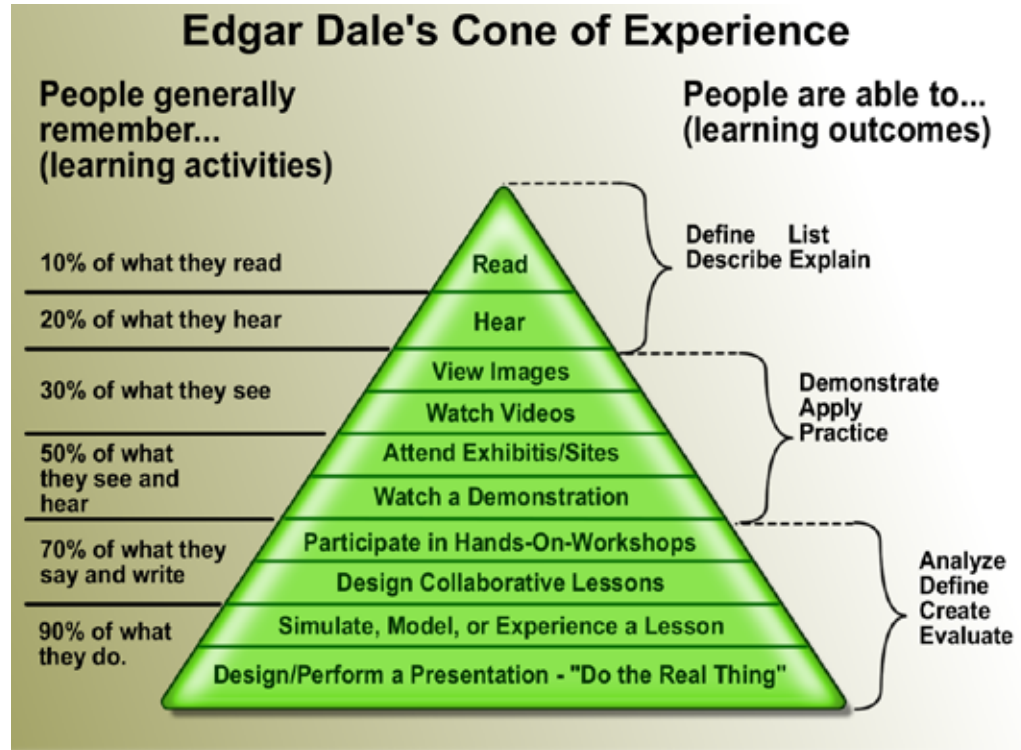 Edgar Dale's Cone of Experience
People generally
remember...
(learning activities)
People are able to...
(learning outcomes)
10% of what they read
20% of what they hear
30% of what they see
50% of what
they see and
hear
70% of what they
say and write
90% of what
they do.
Read
Hear
View Images
Watch Videos
Attend Exhibitis/Sites
Watch a Demonstration
Participate in Hands-On-Workshops
Design Collaborative Lessons
Simulate, Model, or Experience a Lesson
Design/Perform a Presentation - "Do the Real Thing"
Define List
Describe Explain
Demonstrate
Apply
Practice
Analyze
Define
Create
Evaluate